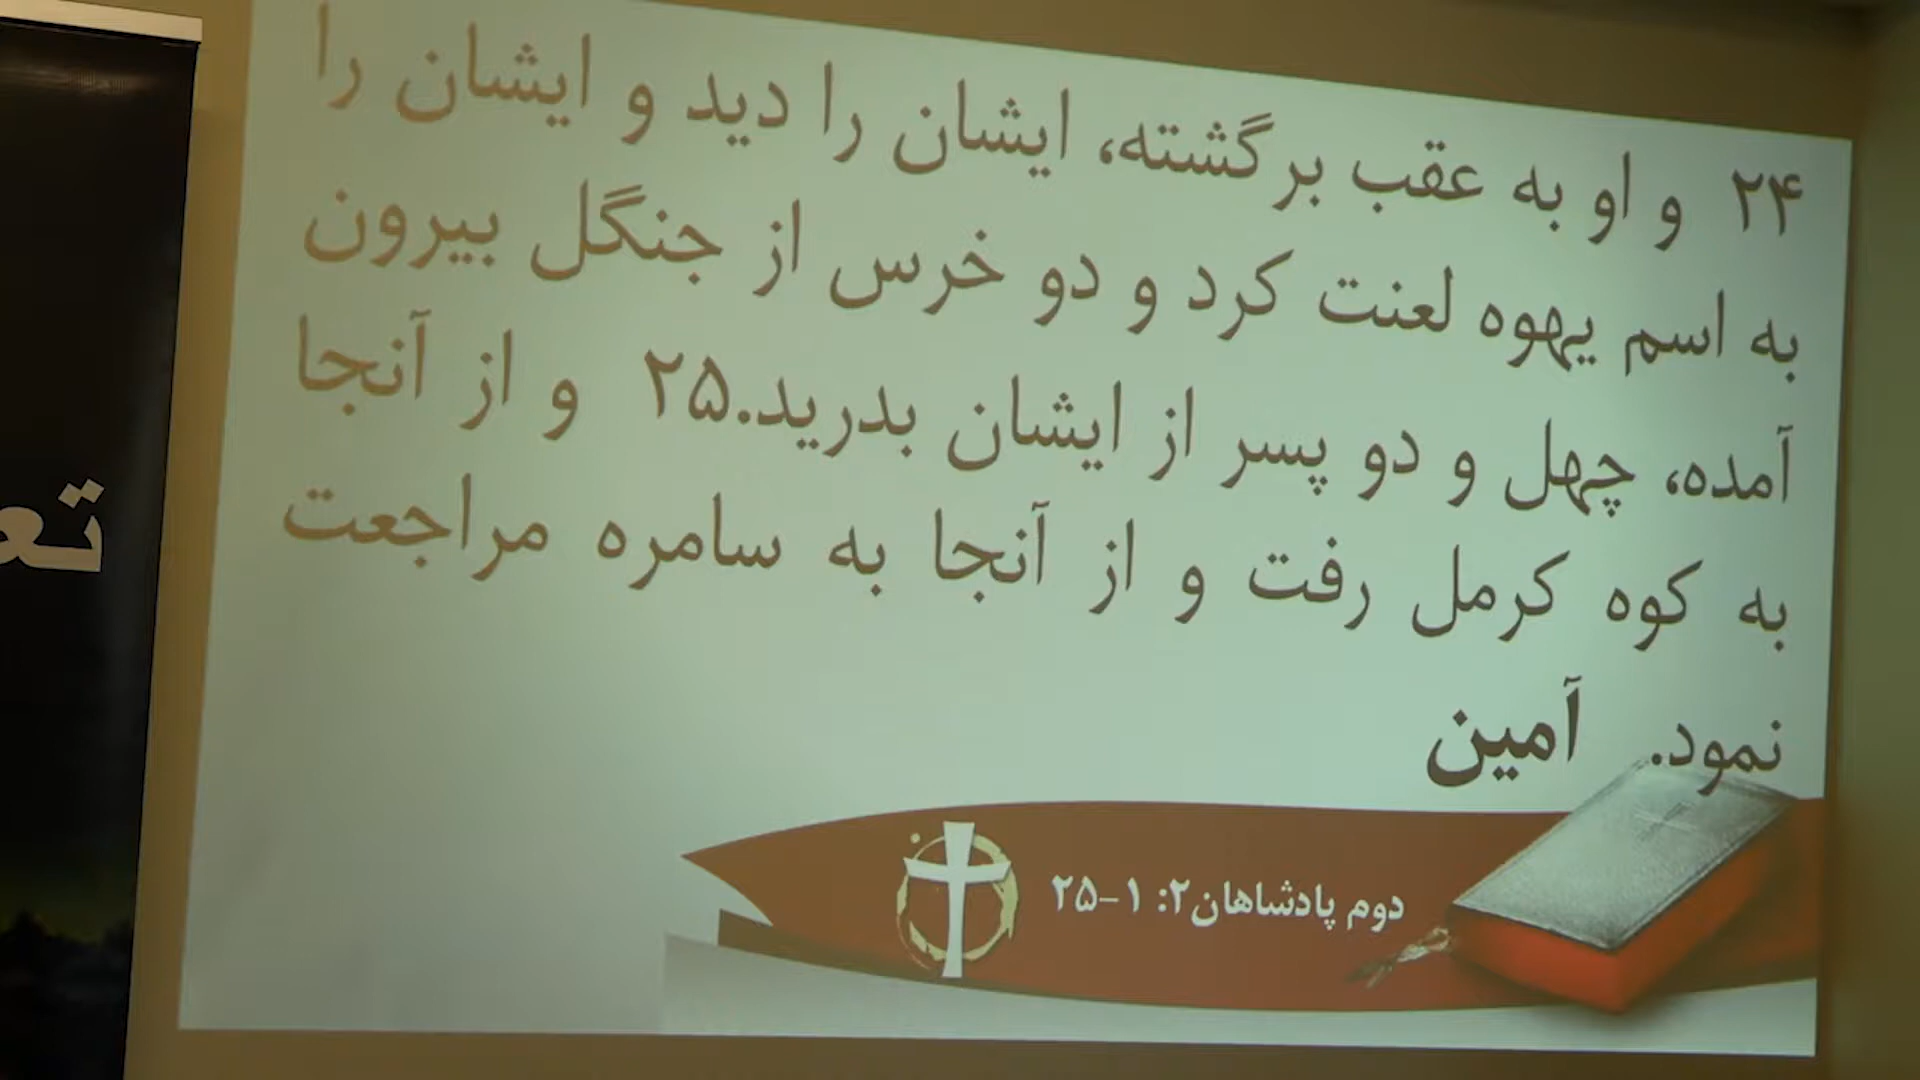 ۲۴ و او به عقب برگشته، ایشان را دید و ایشان را
به اسم یهوه لعنت کرد و دو خرس از جنگل بیرون
آمده، چهل و دو پسر از ایشان بدرید.۲۵ و از آنجا
به کوه کرمل رفت و از آنجا به سامره مراجعت
نمود. آمین
دوم پادشاهان۲: ۱-۲۵